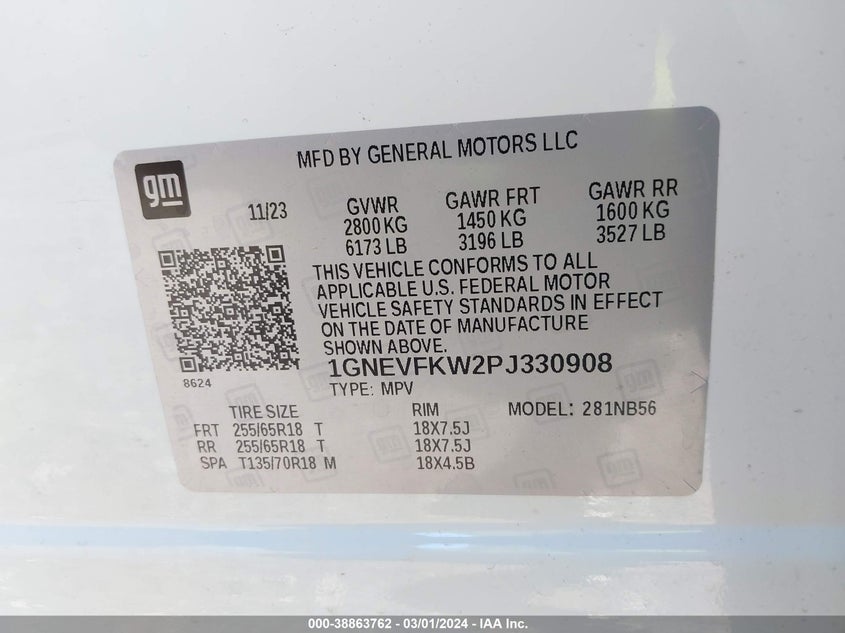 gm
MFD BY GENERAL MOTORS LLC
11/23
GVWR GAWR FRT GAWR RR
2800 KG 1450 KG 1600 KG
6173 LB 3196 LB 3527 LB
THIS VEHICLE CONFORMS TO ALL
APPLICABLE U.S. FEDERAL MOTOR
VEHICLE SAFETY STANDARDS IN EFFECT
ON THE DATE OF MANUFACTURE
SHOWN ABOVE.
8624
1GNEVFKW2PJ330908
TYPE: MPV
TIRE SIZE RIM MODEL: 281NB56
FRT 255/65R18 T 18X7.5J
RR 255/65R18 T 18X7.5J
SPA T135/70R18 M 18X4.5B
000-38863762 - 03/01/2024 - IAA Inc.